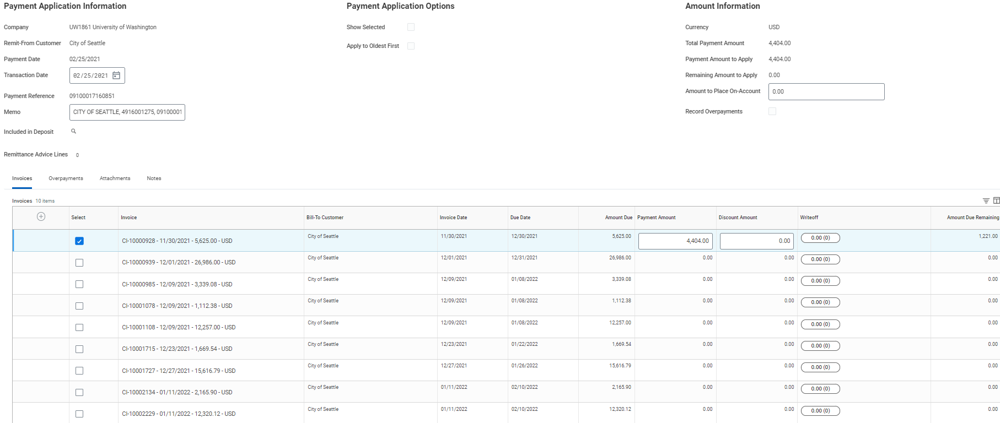 Payment Application Information
Company UW1861 University of Washington
Remit-From Customer City of Seattle
Payment Date 02/25/2021
Transaction Date 02/25/2021
Payment Reference 09100017160851
Memo CITY OF SEATTLE, 4916001275, 09100001
Included in Deposit
Remittance Advice Lines 0
Payment Application Options
Show Selected
Apply to Oldest First
Amount Information
Currency USD
Total Payment Amount 4,404.00
Payment Amount to Apply 4,404.00
Remaining Amount to Apply 0.00
Amount to Place On-Account 0.00
Record Overpayments
Invoices Overpayments Attachments Notes
Invoices 10 items
Select Invoice Bill-To Customer Invoice Date Due Date Amount Due Payment Amount Discount Amount Writeoff Amount Due Remaining
CI-10000928 - 11/30/2021 - 5,625.00 - USD City of Seattle 11/30/2021 12/30/2021 5,625.00 4,404.00 0.00 0.00 (0) 1,221.00
CI-10000939 - 12/01/2021 - 26,986.00 - USD City of Seattle 12/01/2021 12/31/2021 26,986.00 0.00 0.00 0.00 (0) 0.00
CI-10000985 - 12/09/2021 - 3,339.08 - USD City of Seattle 12/09/2021 01/08/2022 3,339.08 0.00 0.00 0.00 (0) 0.00
CI-10001078 - 12/09/2021 - 1,112.38 - USD City of Seattle 12/09/2021 01/08/2022 1,112.38 0.00 0.00 0.00 (0) 0.00
CI-10001108 - 12/09/2021 - 12,257.00 - USD City of Seattle 12/09/2021 01/08/2022 12,257.00 0.00 0.00 0.00 (0) 0.00
CI-10001715 - 12/23/2021 - 1,669.54 - USD City of Seattle 12/23/2021 01/22/2022 1,669.54 0.00 0.00 0.00 (0) 0.00
CI-10001727 - 12/27/2021 - 15,616.79 - USD City of Seattle 12/27/2021 01/26/2022 15,616.79 0.00 0.00 0.00 (0) 0.00
CI-10002134 - 01/11/2022 - 2,165.90 - USD City of Seattle 01/11/2022 02/10/2022 2,165.90 0.00 0.00 0.00 (0) 0.00
CI-10002229 - 01/11/2022 - 12,320.12 - USD City of Seattle 01/11/2022 02/10/2022 12,320.12 0.00 0.00 0.00 (0) 0.00